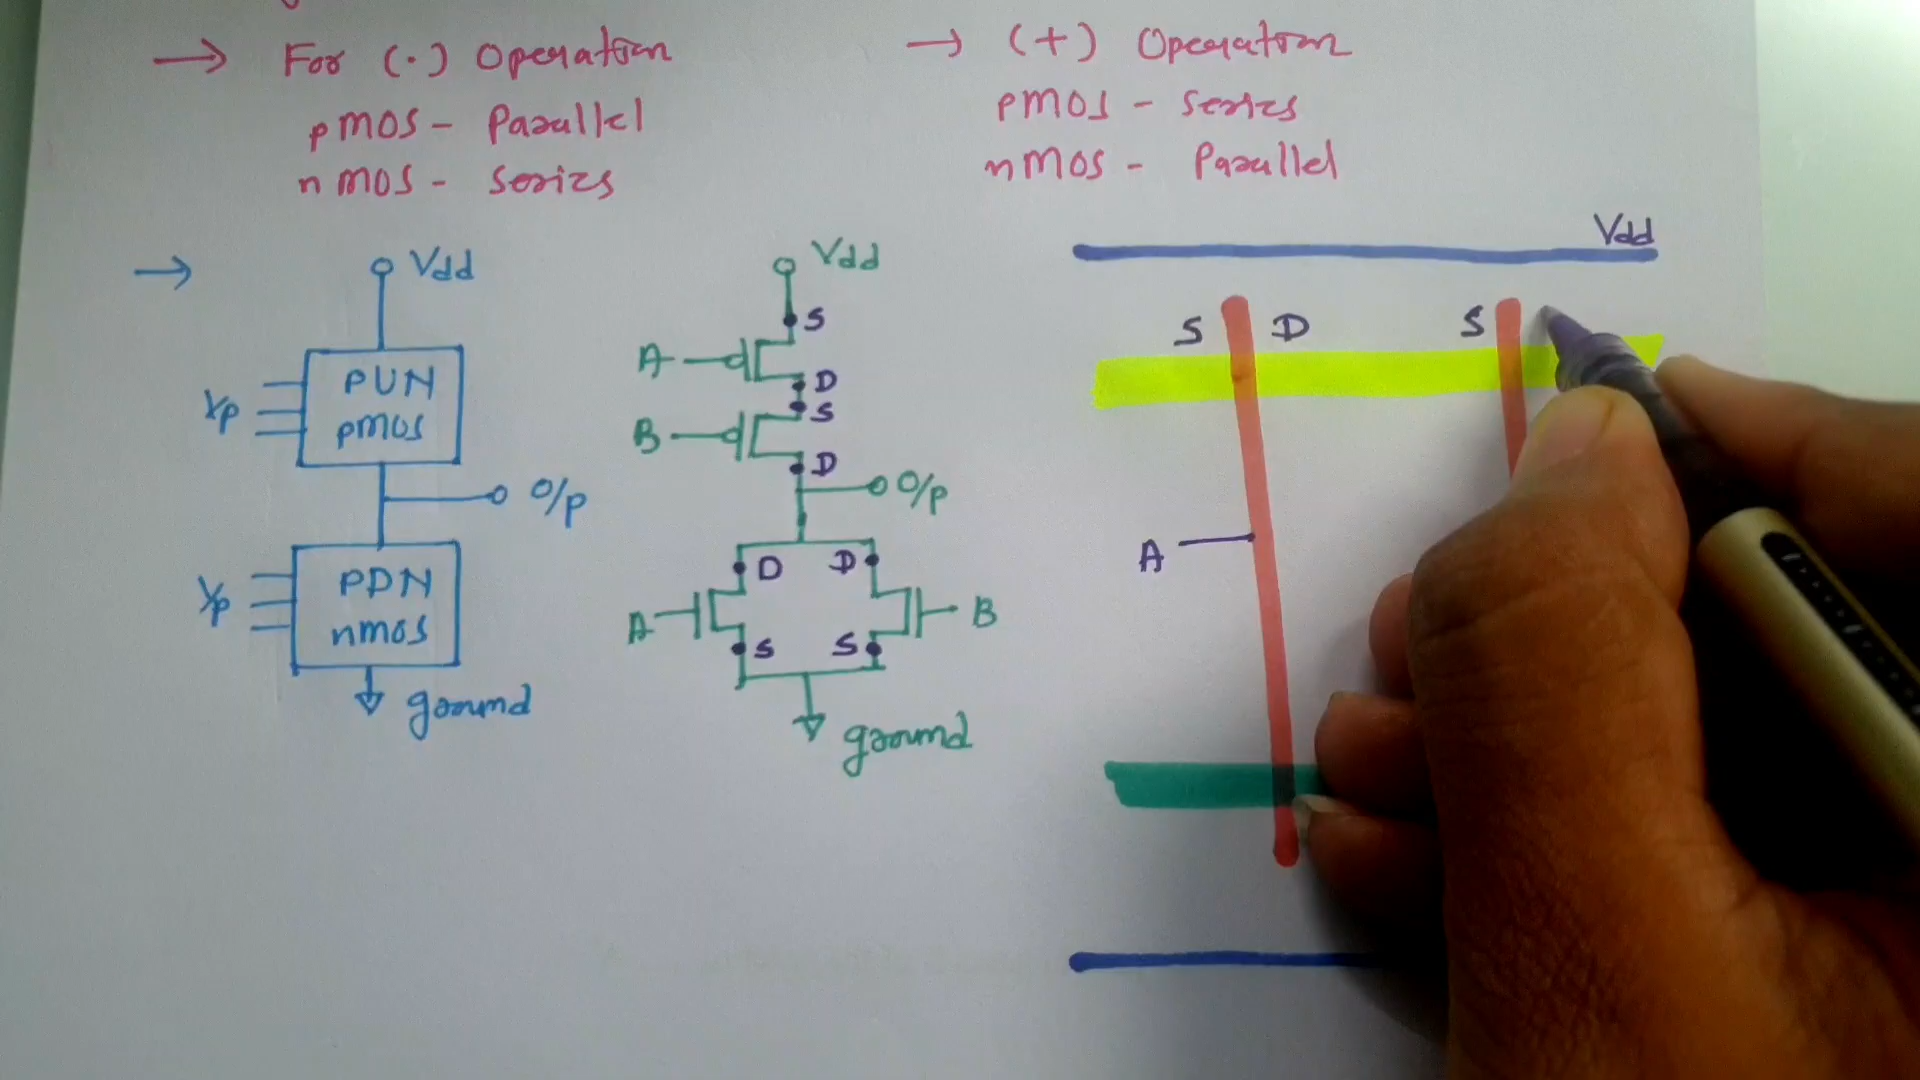 → For (·) Operation
pMOS - Parallel
nMOS - Series
→ (+) Operation
pMOS - Series
nMOS - Parallel
→
Vdd
PUN
pMOS
I/p
O/p
I/p
PDN
nMOS
ground
Vdd
S
A
D
S
B
D
O/p
D D
A B
S S
ground
Vdd
S D S
A